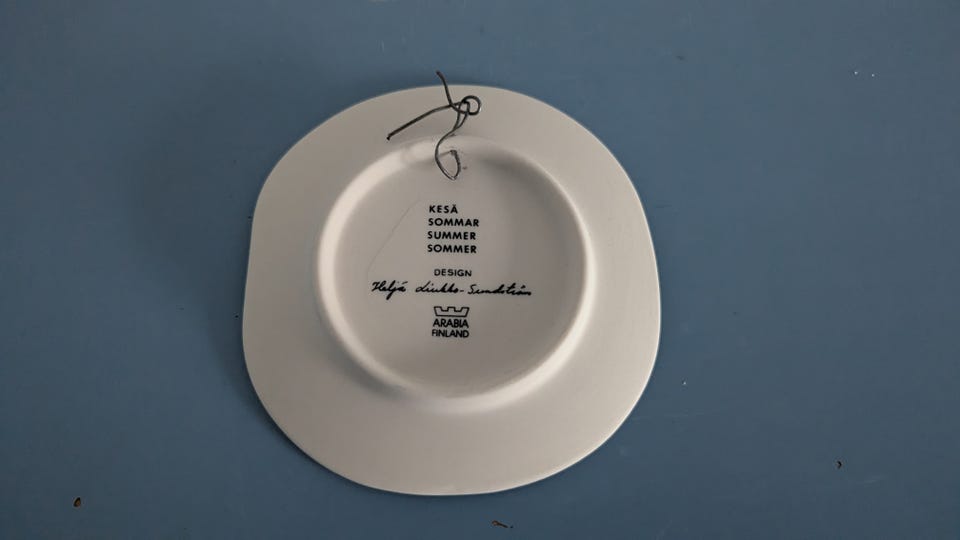 KESÄ
SOMMAR
SUMMER
SOMMER
DESIGN
Heljä Liukko-Sundström
ARABIA
FINLAND